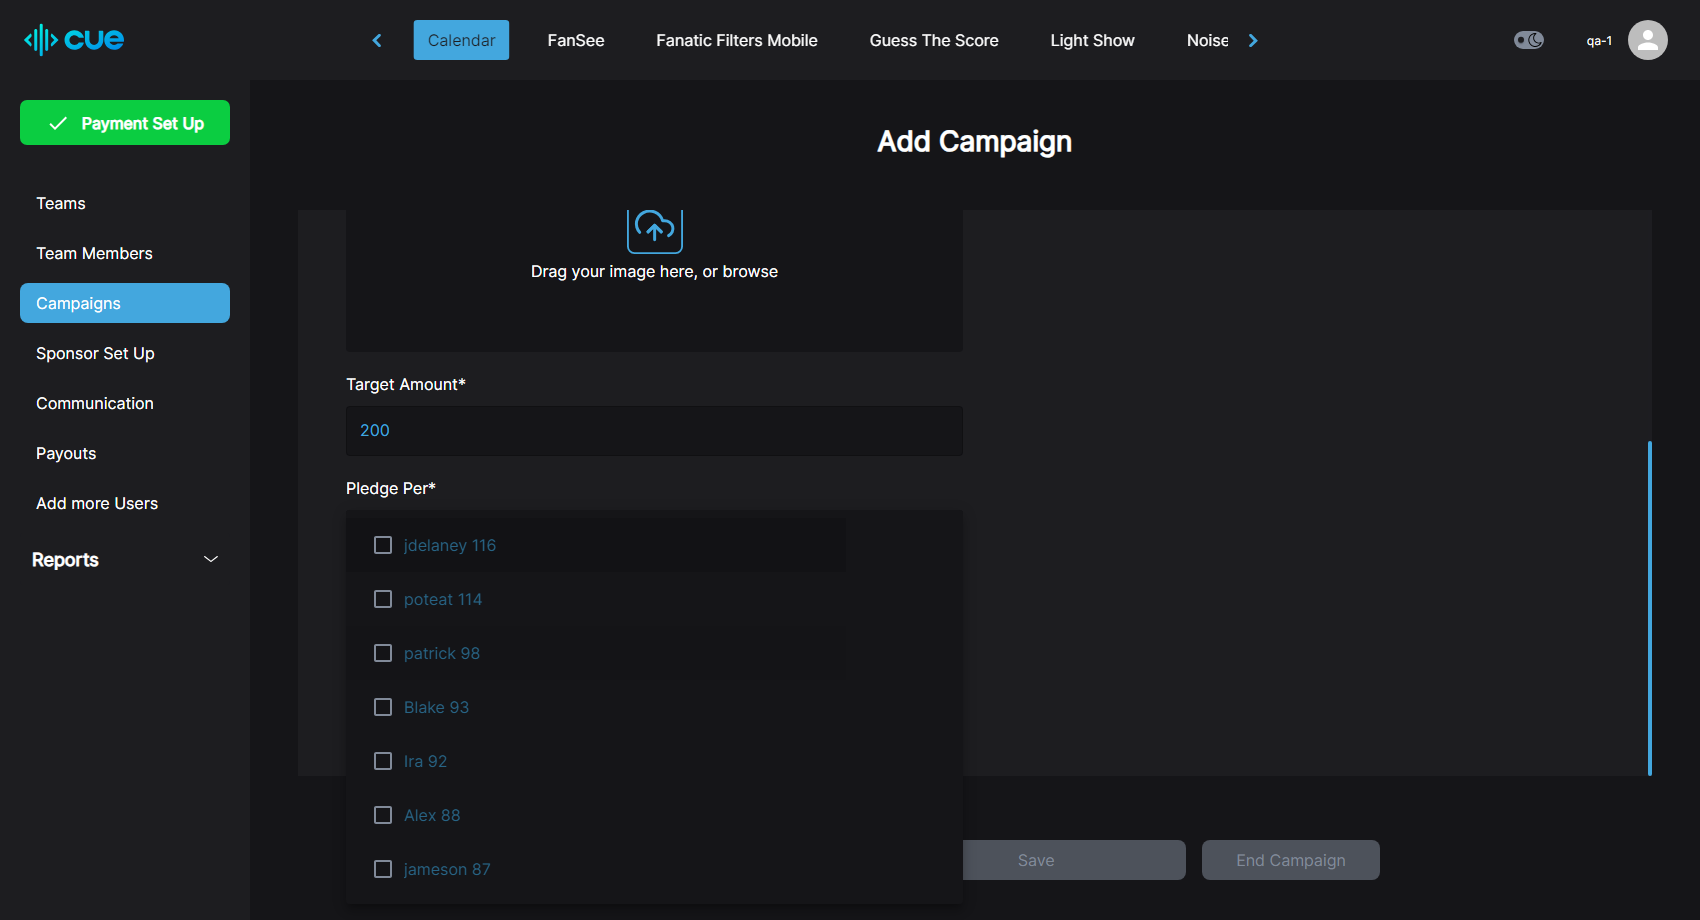 cue
Calendar
FanSee
Fanatic Filters Mobile
Guess The Score
Light Show
Noise
qa-1
Payment Set Up
Teams
Team Members
Campaigns
Sponsor Set Up
Communication
Payouts
Add more Users
Reports
Add Campaign
Drag your image here, or browse
Target Amount*
200
Pledge Per*
jdelaney 116
poteat 114
patrick 98
Blake 93
Ira 92
Alex 88
jameson 87
Save
End Campaign